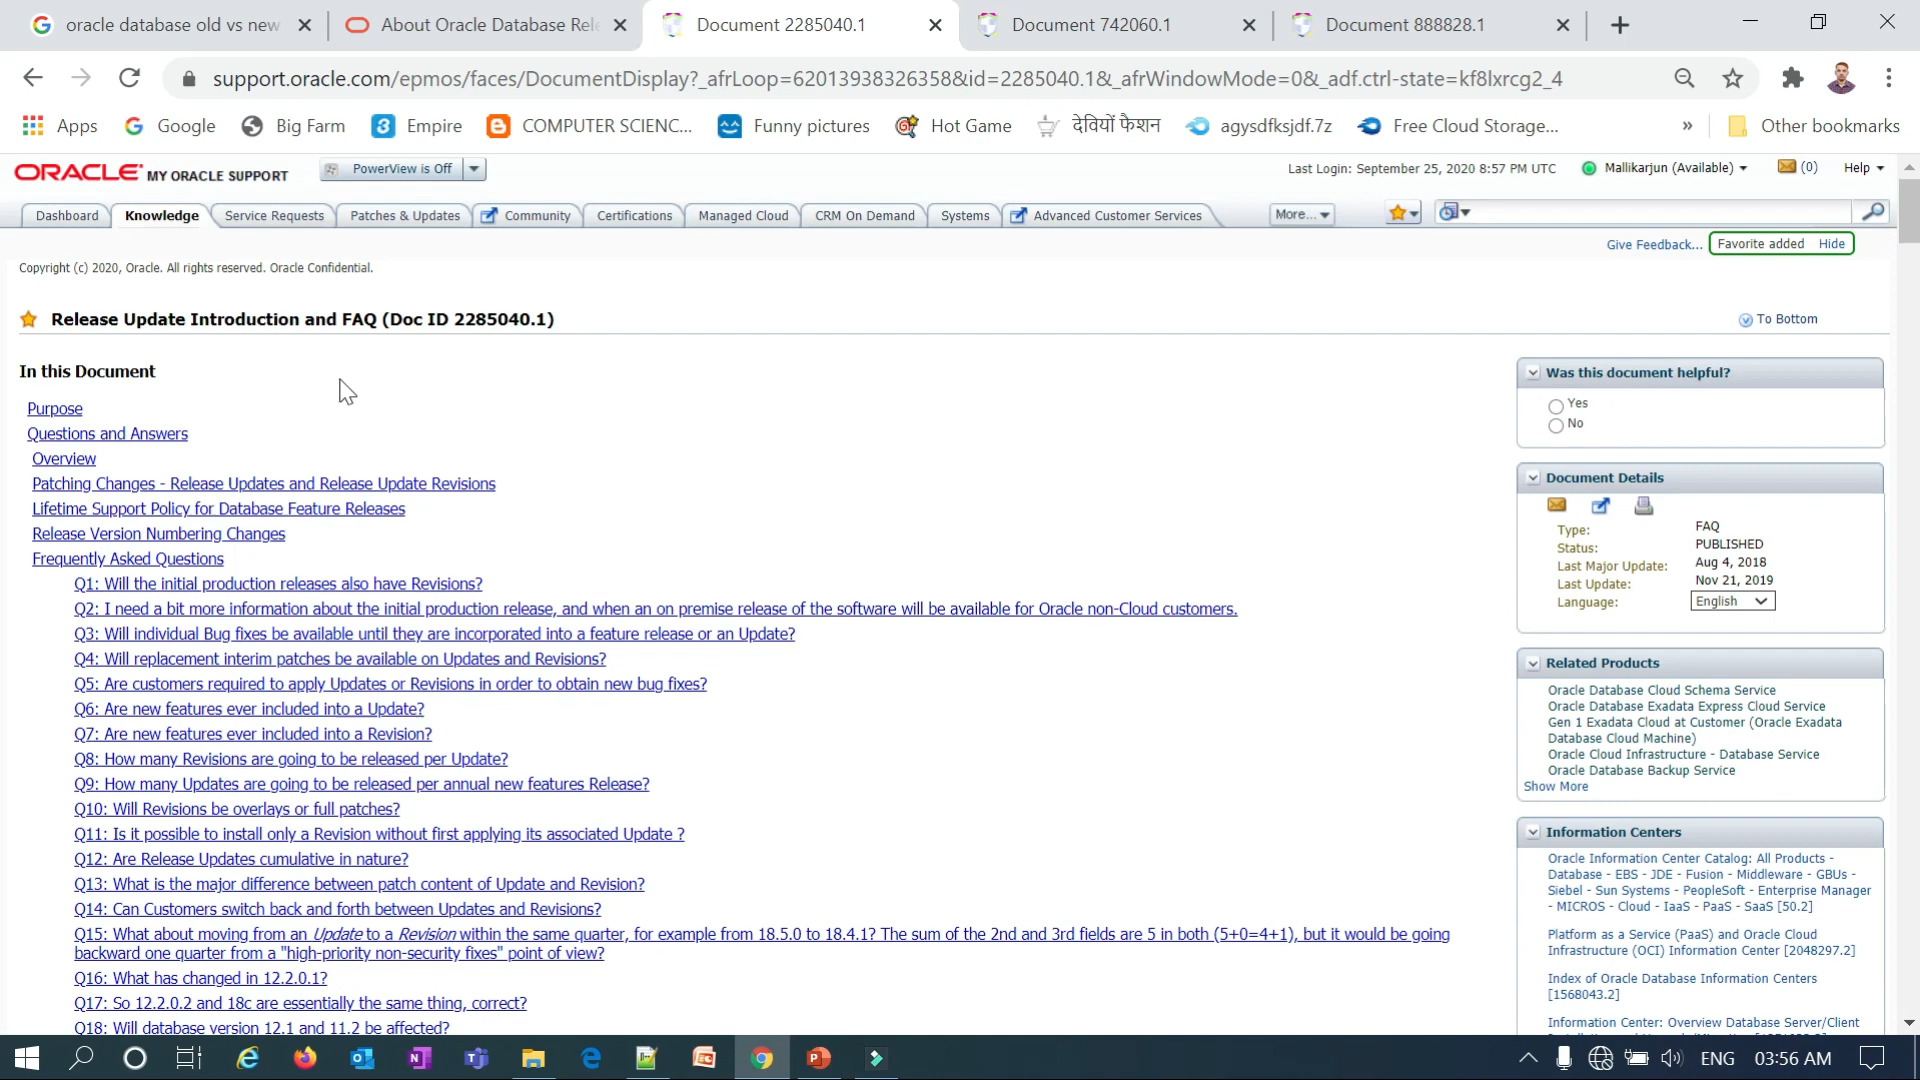 oracle database old vs new
About Oracle Database Rele
Document 2285040.1
Document 742060.1
Document 888828.1
support.oracle.com/epmos/faces/DocumentDisplay?_afrLoop=62013938326358&id=2285040.1&_afrWindowMode=0&_adf.ctrl-state=kf8lxrcg2_4
Apps
Google
Big Farm
Empire
COMPUTER SCIENC...
Funny pictures
Hot Game
देवियों फैशन
agysdfksjdf.7z
Free Cloud Storage...
»
Other bookmarks
ORACLE MY ORACLE SUPPORT
PowerView is Off
Last Login: September 25, 2020 8:57 PM UTC
Mallikarjun (Available)
(0)
Help
Dashboard
Knowledge
Service Requests
Patches & Updates
Community
Certifications
Managed Cloud
CRM On Demand
Systems
Advanced Customer Services
More...
Give Feedback...
Favorite added Hide
Copyright (c) 2020, Oracle. All rights reserved. Oracle Confidential.
Release Update Introduction and FAQ (Doc ID 2285040.1)
To Bottom
In this Document
Purpose
Questions and Answers
Overview
Patching Changes - Release Updates and Release Update Revisions
Lifetime Support Policy for Database Feature Releases
Release Version Numbering Changes
Frequently Asked Questions
Q1: Will the initial production releases also have Revisions?
Q2: I need a bit more information about the initial production release, and when an on premise release of the software will be available for Oracle non-Cloud customers.
Q3: Will individual Bug fixes be available until they are incorporated into a feature release or an Update?
Q4: Will replacement interim patches be available on Updates and Revisions?
Q5: Are customers required to apply Updates or Revisions in order to obtain new bug fixes?
Q6: Are new features ever included into a Update?
Q7: Are new features ever included into a Revision?
Q8: How many Revisions are going to be released per Update?
Q9: How many Updates are going to be released per annual new features Release?
Q10: Will Revisions be overlays or full patches?
Q11: Is it possible to install only a Revision without first applying its associated Update ?
Q12: Are Release Updates cumulative in nature?
Q13: What is the major difference between patch content of Update and Revision?
Q14: Can Customers switch back and forth between Updates and Revisions?
Q15: What about moving from an Update to a Revision within the same quarter, for example from 18.5.0 to 18.4.1? The sum of the 2nd and 3rd fields are 5 in both (5+0=4+1), but it would be going
backward one quarter from a "high-priority non-security fixes" point of view?
Q16: What has changed in 12.2.0.1?
Q17: So 12.2.0.2 and 18c are essentially the same thing, correct?
Q18: Will database version 12.1 and 11.2 be affected?
Was this document helpful?
Yes
No
Document Details
Type: FAQ
Status: PUBLISHED
Last Major Update: Aug 4, 2018
Last Update: Nov 21, 2019
Language: English
Related Products
Oracle Database Cloud Schema Service
Oracle Database Exadata Express Cloud Service
Gen 1 Exadata Cloud at Customer (Oracle Exadata
Database Cloud Machine)
Oracle Cloud Infrastructure - Database Service
Oracle Database Backup Service
Show More
Information Centers
Oracle Information Center Catalog: All Products -
Database - EBS - JDE - Fusion - Middleware - GBUs -
Siebel - Sun Systems - PeopleSoft - Enterprise Manager
- MICROS - Cloud - IaaS - PaaS - SaaS [50.2]
Platform as a Service (PaaS) and Oracle Cloud
Infrastructure (OCI) Information Center [2048297.2]
Index of Oracle Database Information Centers
[1568043.2]
Information Center: Overview Database Server/Client
ENG
03:56 AM